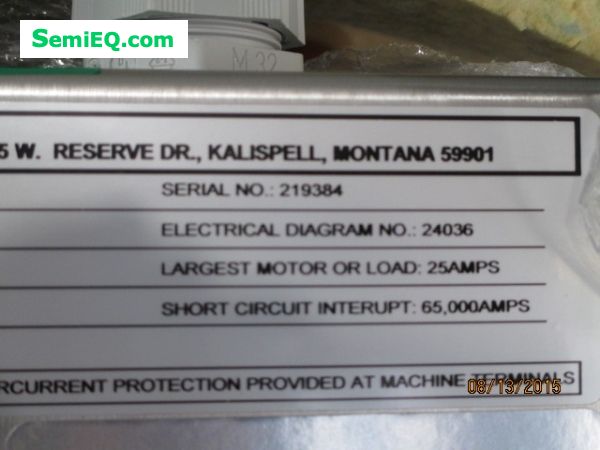 SemiEQ.com
M 32
5 W. RESERVE DR., KALISPELL, MONTANA 59901
SERIAL NO.: 219384
ELECTRICAL DIAGRAM NO.: 24036
LARGEST MOTOR OR LOAD: 25AMPS
SHORT CIRCUIT INTERUPT: 65,000AMPS
RCURRENT PROTECTION PROVIDED AT MACHINE TERMINALS
08/13/2015